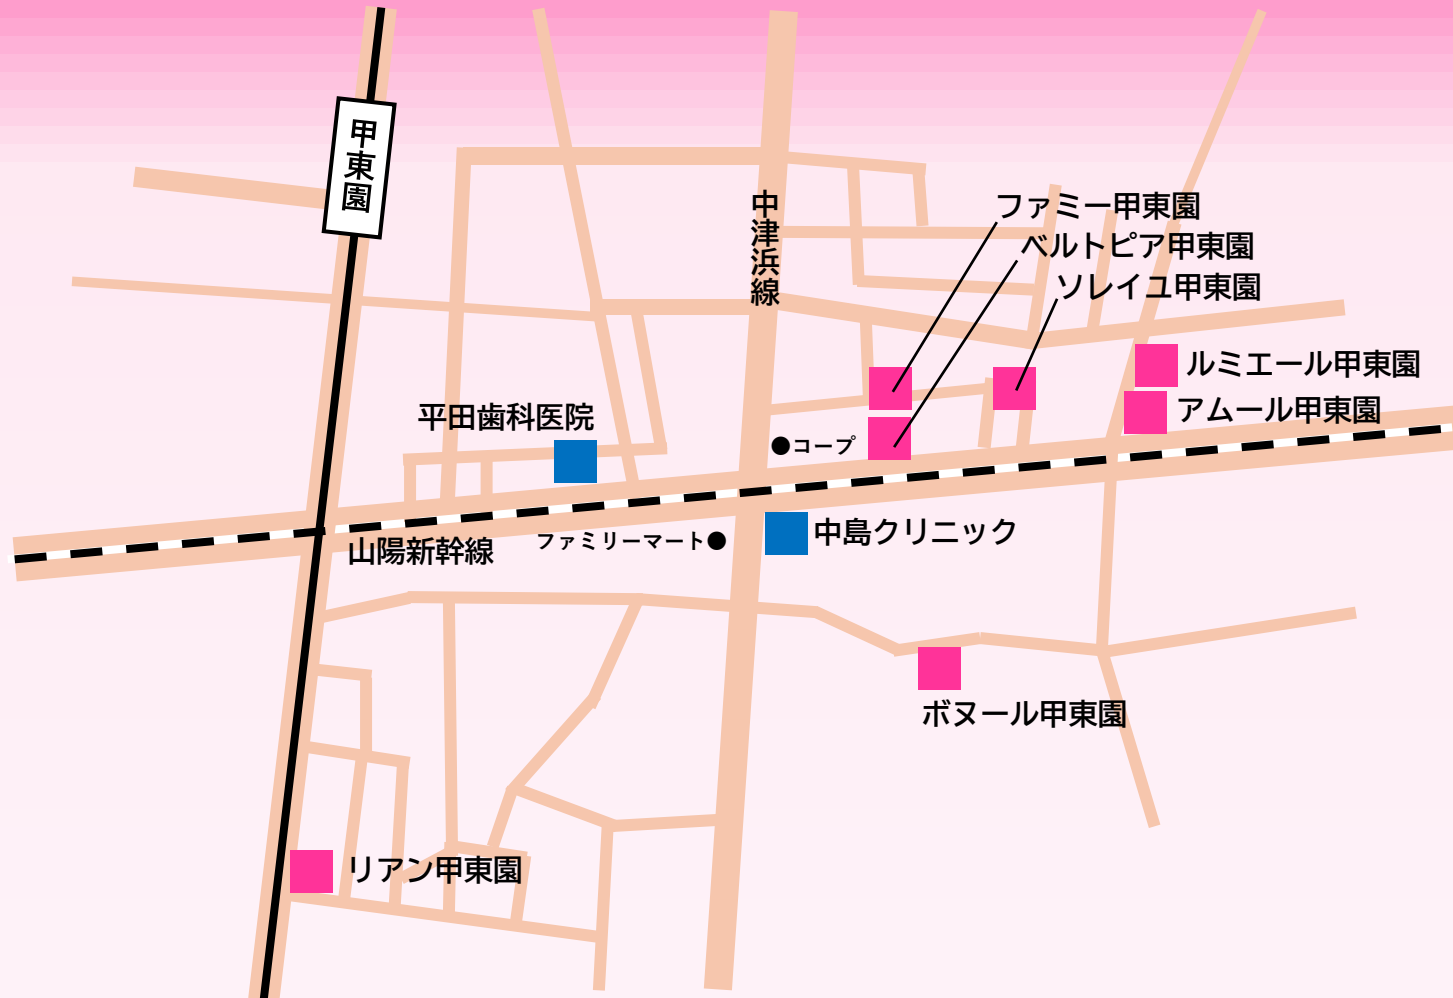 甲東園
中津浜線
ファミー甲東園
ベルトピア甲東園
ソレイユ甲東園
ルミエール甲東園
アムール甲東園
平田歯科医院
●コープ
山陽新幹線
ファミリーマート●
中島クリニック
ボヌール甲東園
リアン甲東園